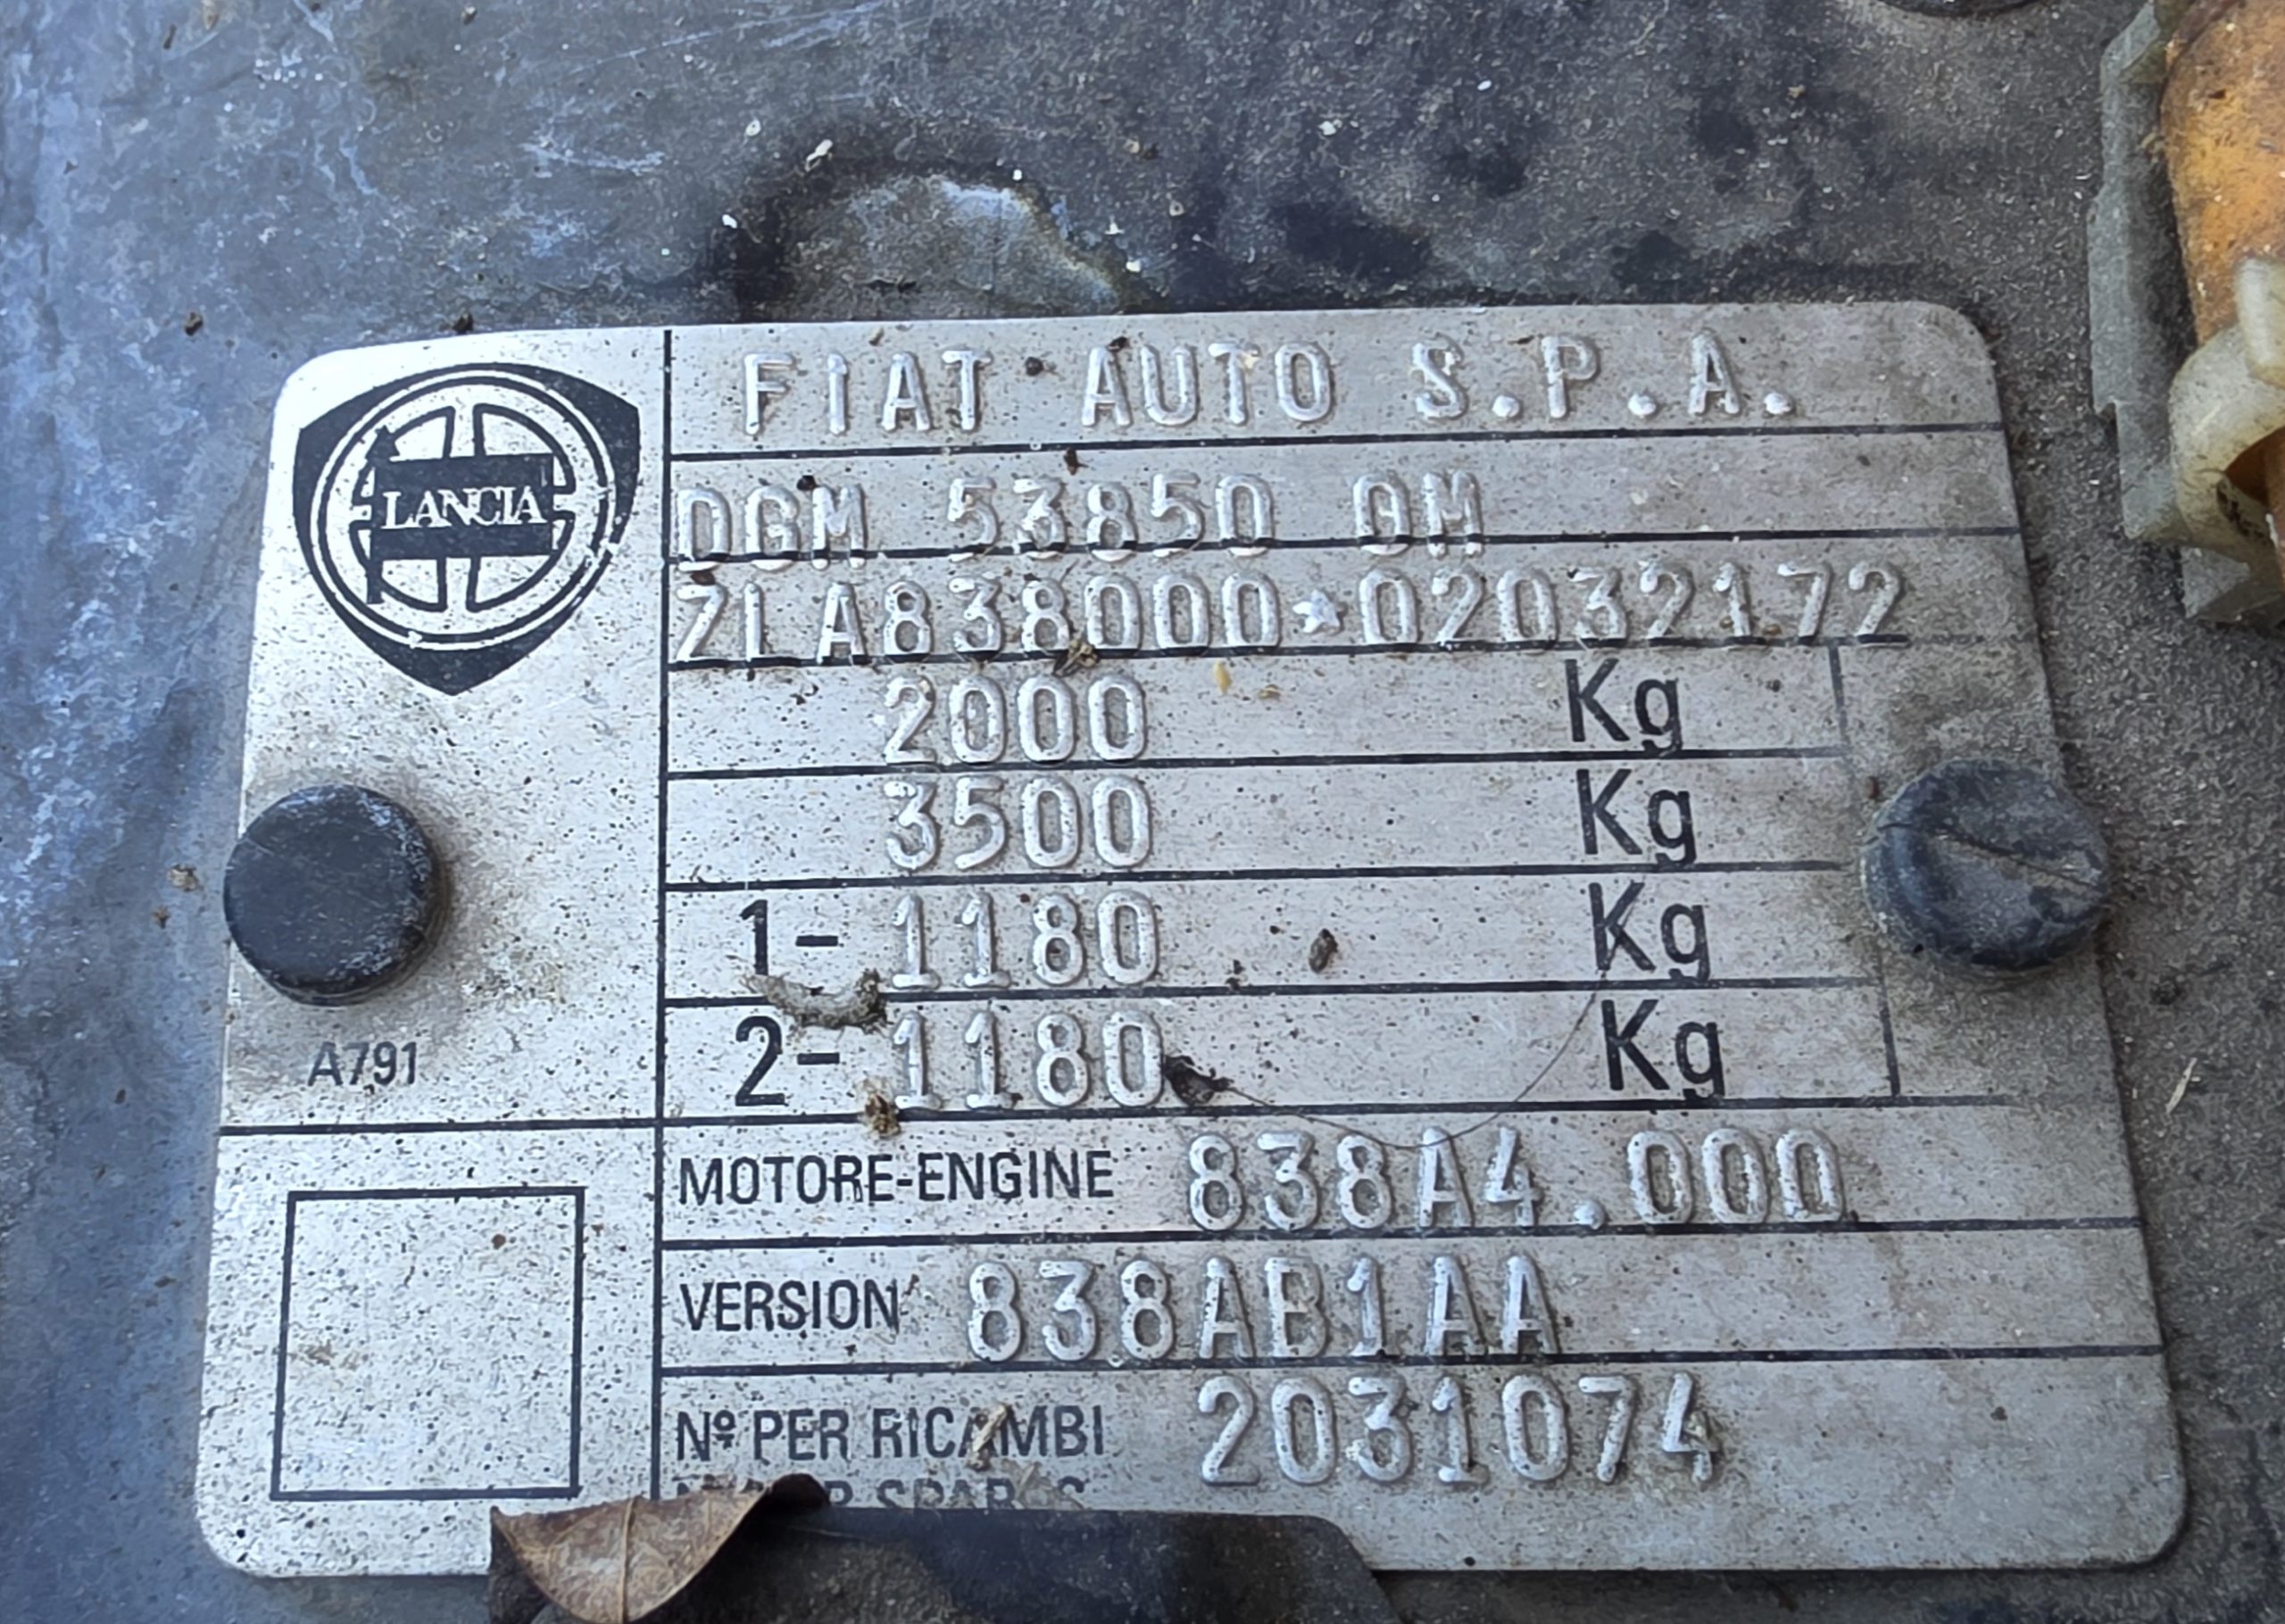 FIAT AUTO S.P.A.
LANCIA
DGM 53850 OM
ZLA838000*02032172
2000 Kg
3500 Kg
1- 1180 Kg
2- 1180 Kg
A791
MOTORE-ENGINE 838A4.000
VERSION 838AB1AA
Nº PER RICAMBI 2031074